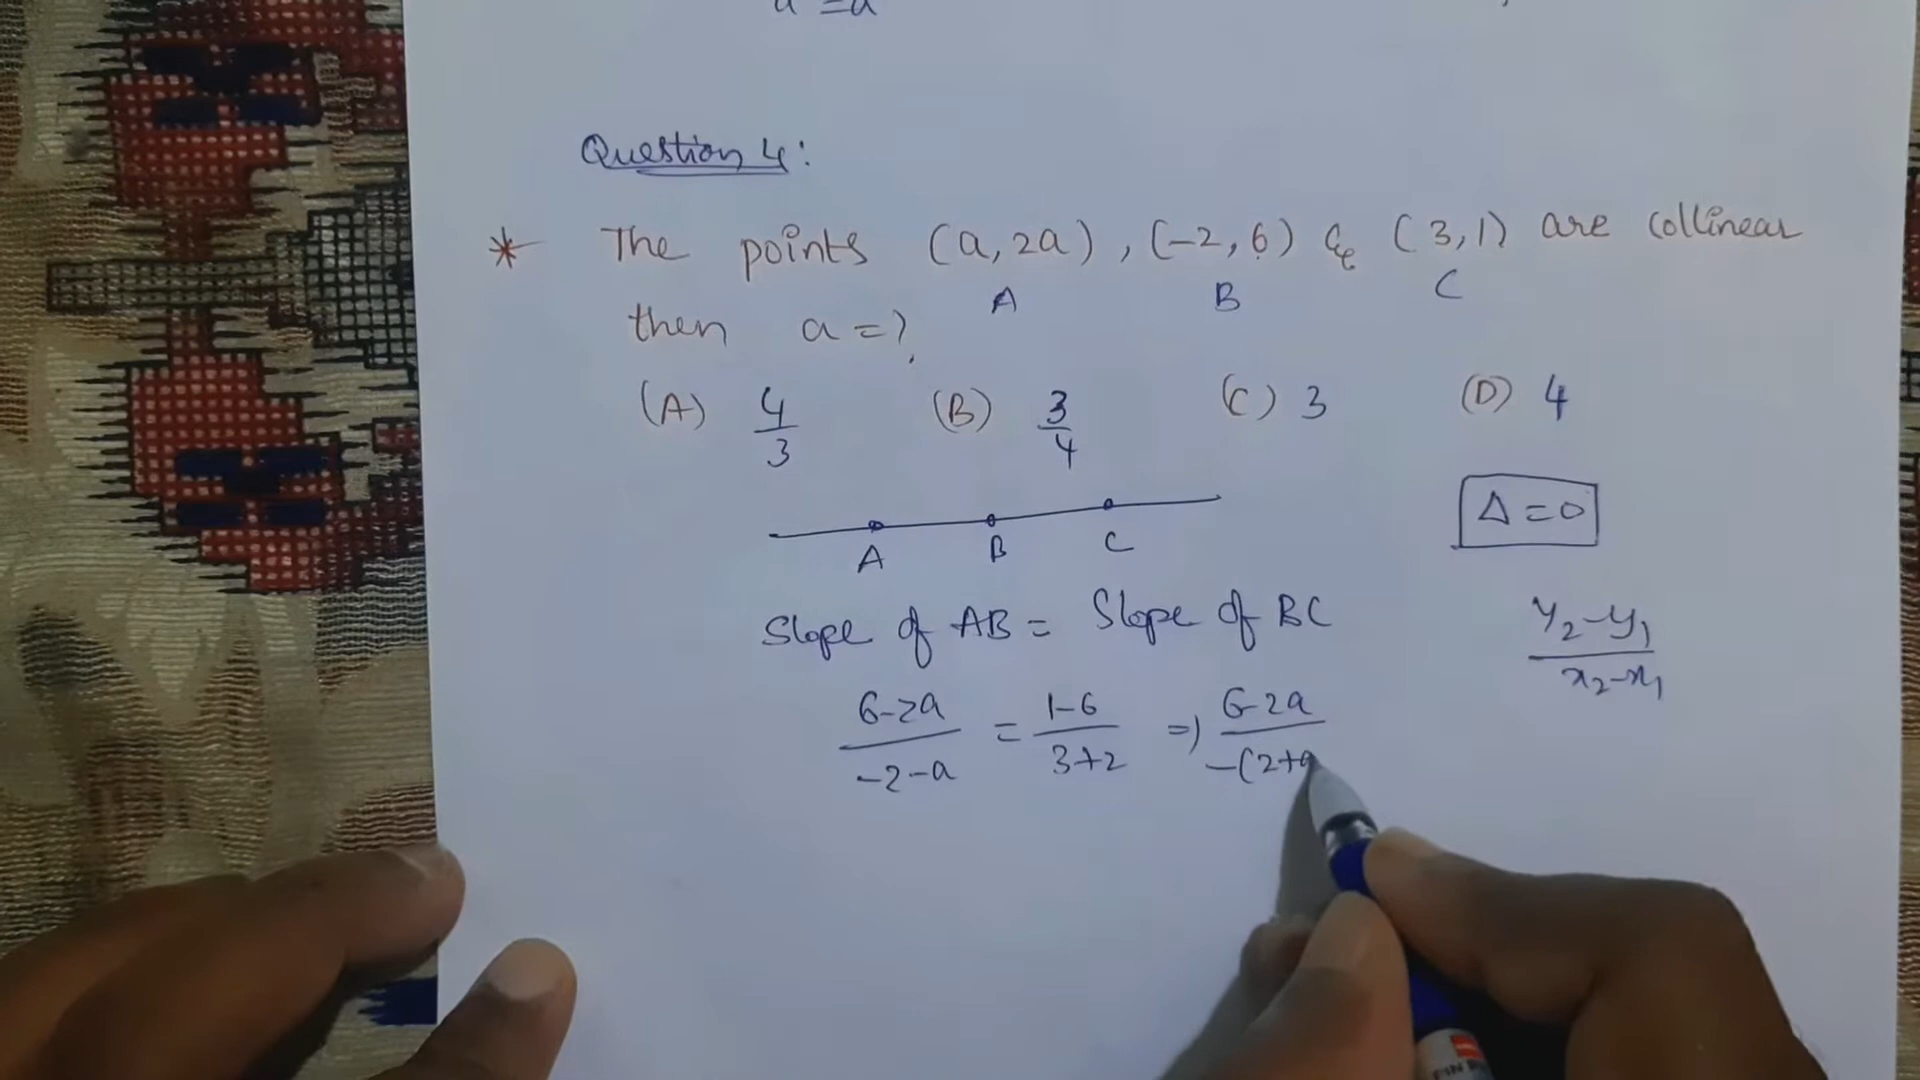 a = a
Question 4:
* The points (a, 2a), (-2, 6) & (3, 1) are collinear
A B C
then a = ?
(A) 4/3 (B) 3/4 (C) 3 (D) 4
Δ = 0
A B C
Slope of AB = Slope of BC
y₂-y₁/x₂-x₁
6-2a/-2-a = 1-6/3+2 ⇒ 6-2a/-(2+a